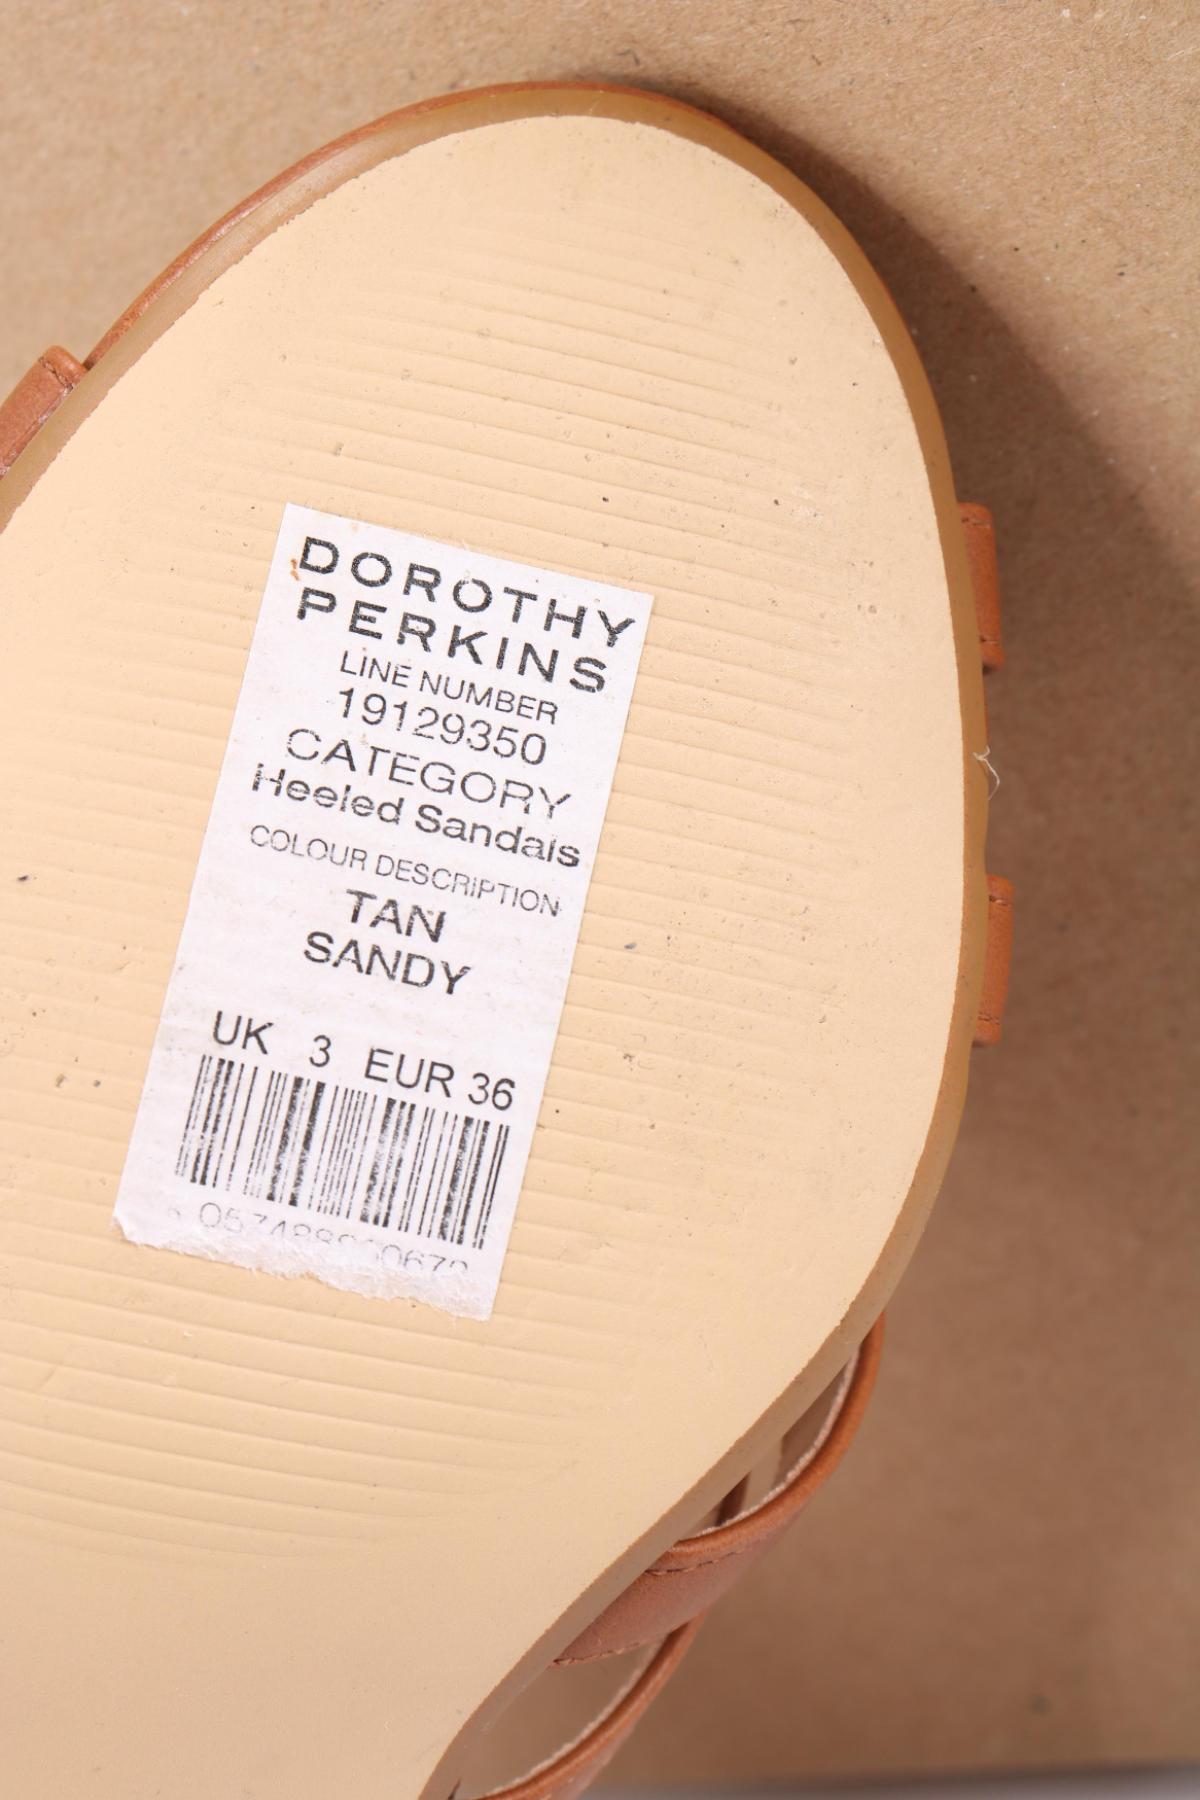 DOROTHY
PERKINS
LINE NUMBER
19129350
CATEGORY
Heeled Sandals
COLOUR DESCRIPTION
TAN
SANDY
UK 3 EUR 36